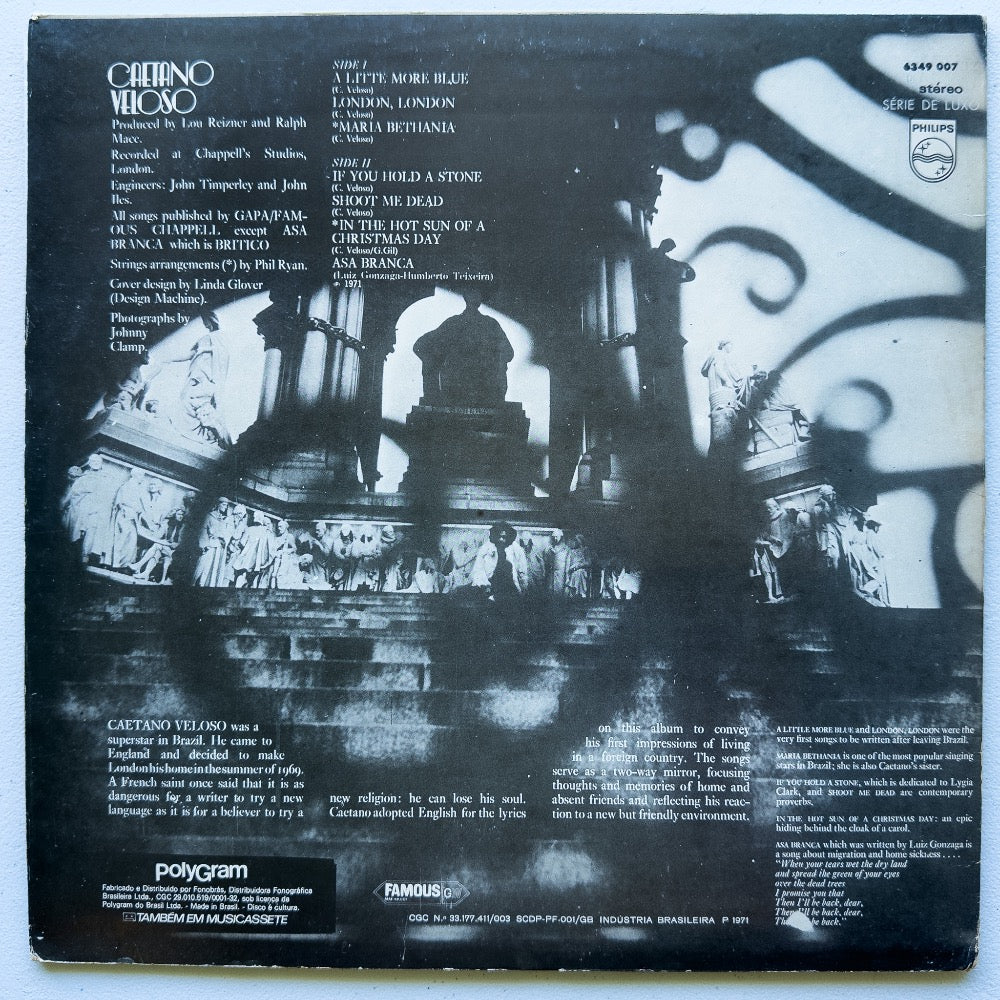 CAETANO
VELOSO
Produced by Lou Reizner and Ralph
Mace.
Recorded at Chappell's Studios,
London.
Engineers: John Timperley and John
Iles.
All songs published by GAPA/FAM-
OUS CHAPPELL except ASA
BRANCA which is BRITICO
Strings arrangements (*) by Phil Ryan.
Cover design by Linda Glover
(Design Machine).
Photographs by
Johnny
Clamp.
SIDE I
A LITTE MORE BLUE
(C. Veloso)
LONDON, LONDON
(C. Veloso)
*MARIA BETHANIA
(C. Veloso)
SIDE II
IF YOU HOLD A STONE
(C. Veloso)
SHOOT ME DEAD
(C. Veloso)
*IN THE HOT SUN OF A
CHRISTMAS DAY
(C. Veloso/G.Gil)
ASA BRANCA
(Luiz Gonzaga-Humberto Teixeira)
℗ 1971
6349 007
stéreo
SÉRIE DE LUXO
PHILIPS
CAETANO VELOSO was a
superstar in Brazil. He came to
England and decided to make
London his home in the summer of 1969.
A French saint once said that it is as
dangerous for a writer to try a new
language as it is for a believer to try a
new religion: he can lose his soul.
Caetano adopted English for the lyrics
on this album to convey
his first impressions of living
in a foreign country. The songs
serve as a two-way mirror, focusing
thoughts and memories of home and
absent friends and reflecting his reac-
tion to a new but friendly environment.
A LITTLE MORE BLUE and LONDON, LONDON were the
very first songs to be written after leaving Brazil.
MARIA BETHANIA is one of the most popular singing
stars in Brazil; she is also Caetano's sister.
IF YOU HOLD A STONE, which is dedicated to Lygia
Clark, and SHOOT ME DEAD are contemporary
proverbs.
IN THE HOT SUN OF A CHRISTMAS DAY: an epic
hiding behind the cloak of a carol.
ASA BRANCA which was written by Luiz Gonzaga is
a song about migration and home sickness . . . .
"When your tears wet the dry land
and spread the green of your eyes
over the dead trees
I promise you that
Then I'll be back, dear,
Then I'll be back, dear,
be back."
polyGram
Fabricado e Distribuído por Fonobrás, Distribuidora Fonográfica
Brasileira Ltda., CGC 29.010.519/0001-32, sob licença de
Polygram do Brasil Ltda. - Made in Brasil. - Disco é cultura.
TAMBÉM EM MUSICASSETE
FAMOUS
CGC N.º 33.177.411/003 SCDP-PF-001/GB INDÚSTRIA BRASILEIRA P 1971